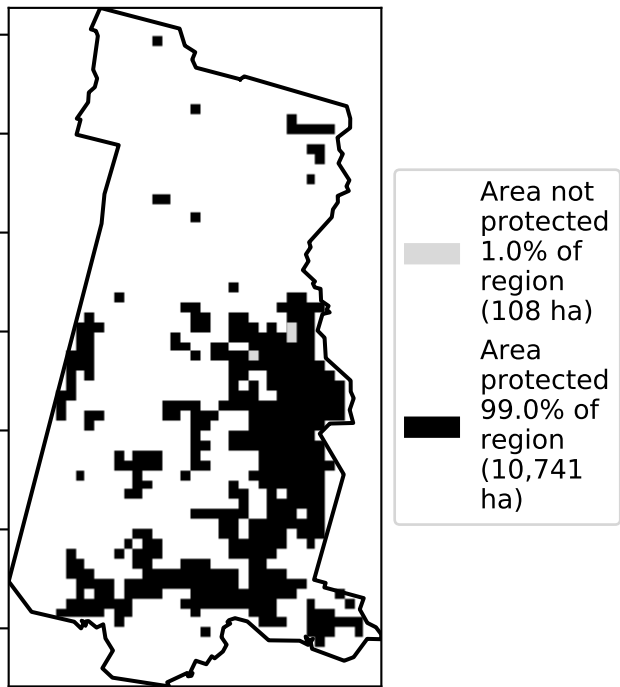 Area not
protected
1.0% of
region
(108 ha)
Area
protected
99.0% of
region
(10,741
ha)